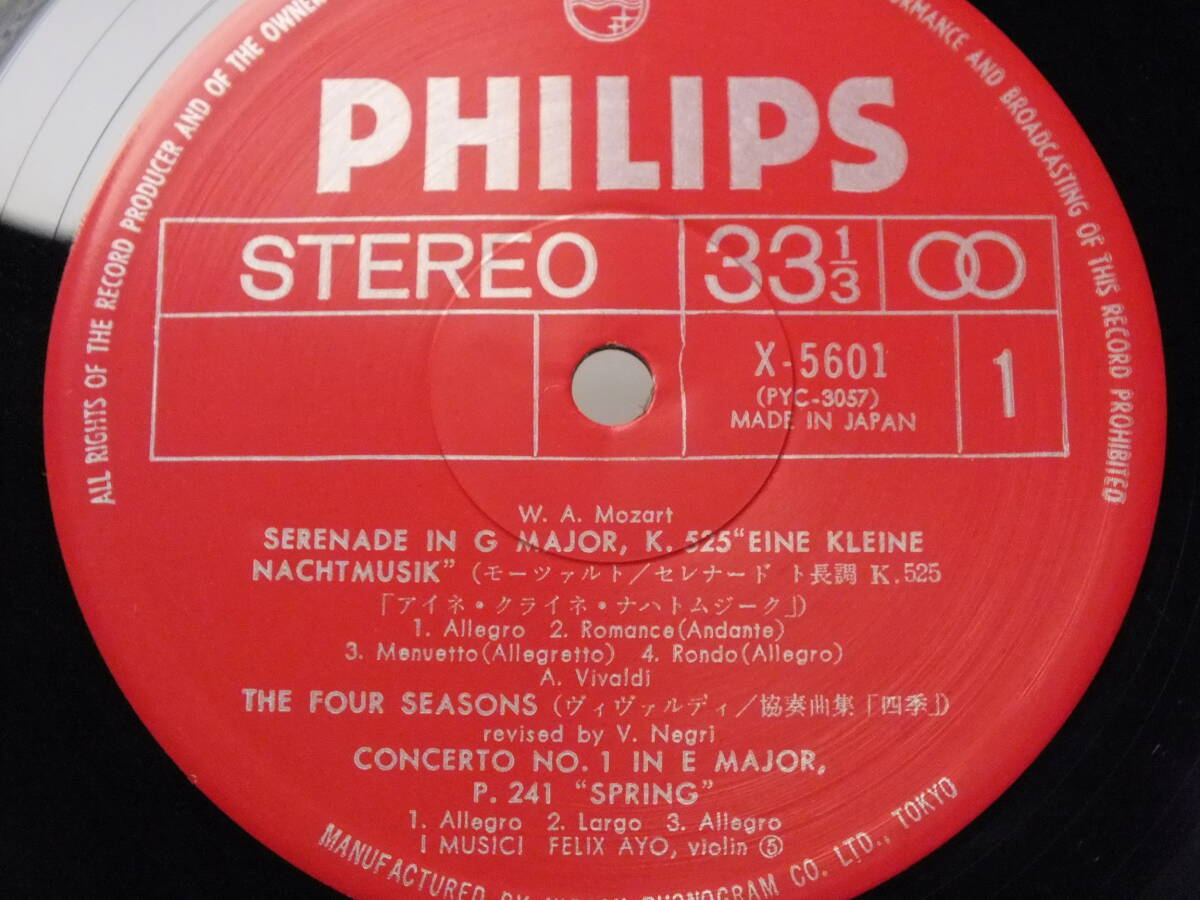 PHILIPS
STEREO
33 1/3
X-5601
(PYC-3057)
MADE IN JAPAN
1
W. A. Mozart
SERENADE IN G MAJOR, K. 525 "EINE KLEINE
NACHTMUSIK" (モーツァルト/セレナード ト長調 K.525
「アイネ・クライネ・ナハトムジーク」)
1. Allegro 2. Romance(Andante)
3. Menuetto(Allegretto) 4. Rondo(Allegro)
A. Vivaldi
THE FOUR SEASONS (ヴィヴァルディ/協奏曲集「四季」)
revised by V. Negri
CONCERTO NO. 1 IN E MAJOR,
P. 241 "SPRING"
1. Allegro 2. Largo 3. Allegro
I MUSICI FELIX AYO, violin ⑤
ALL RIGHTS OF THE RECORD PRODUCER AND OF THE OWNER
PERFORMANCE AND BROADCASTING OF THIS RECORD PROHIBITED
MANUFACTURED BY PHONOGRAM CO. LTD., TOKYO